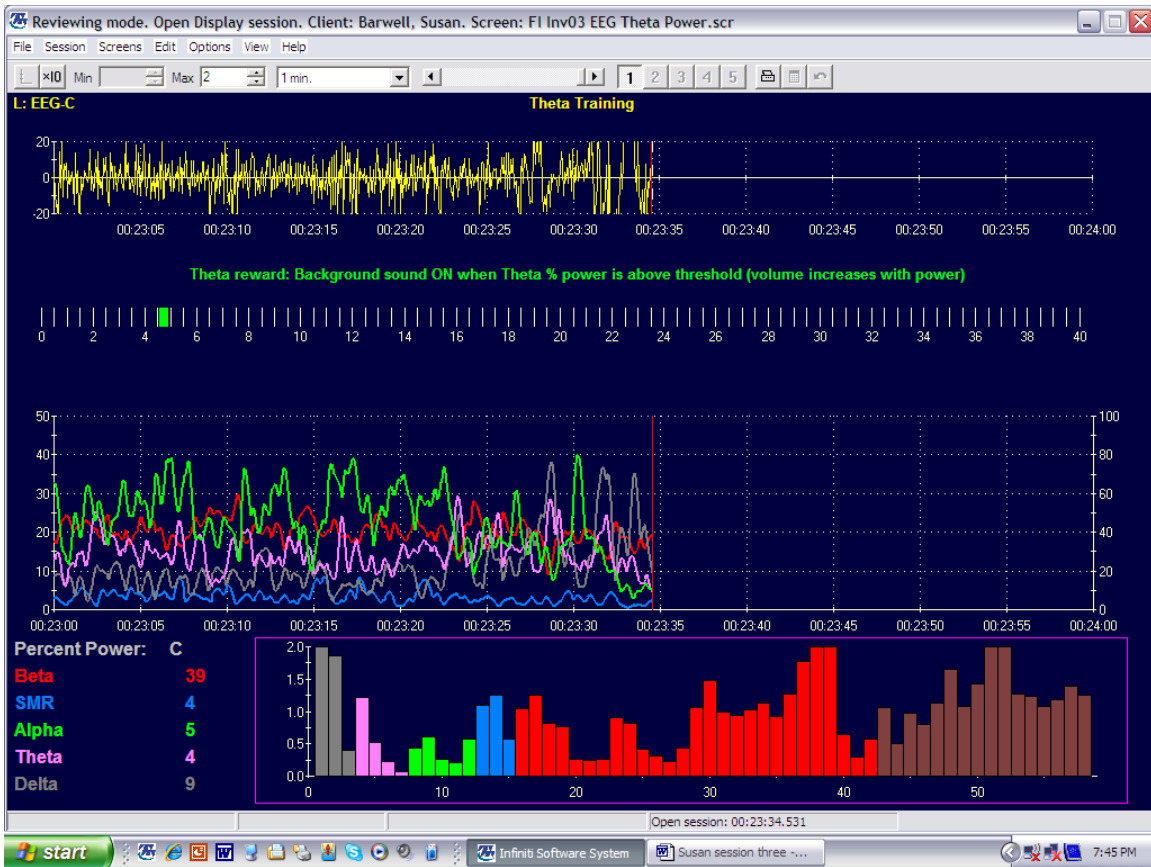 Reviewing mode. Open Display session. Client: Barwell, Susan. Screen: FI Inv03 EEG Theta Power.scr
File Session Screens Edit Options View Help
×10 Min Max 2 1 min. 1 2 3 4 5
L: EEG-C Theta Training
20
0
-20
00:23:05 00:23:10 00:23:15 00:23:20 00:23:25 00:23:30 00:23:35 00:23:40 00:23:45 00:23:50 00:23:55 00:24:00
Theta reward: Background sound ON when Theta % power is above threshold (volume increases with power)
0 2 4 6 8 10 12 14 16 18 20 22 24 26 28 30 32 34 36 38 40
50 100
40 80
30 60
20 40
10 20
0 0
00:23:00 00:23:05 00:23:10 00:23:15 00:23:20 00:23:25 00:23:30 00:23:35 00:23:40 00:23:45 00:23:50 00:23:55 00:24:00
Percent Power: C
Beta 39
SMR 4
Alpha 5
Theta 4
Delta 9
2.0
1.5
1.0
0.5
0.0
0 10 20 30 40 50
Open session: 00:23:34.531
start Infiniti Software System Susan session three -... 7:45 PM